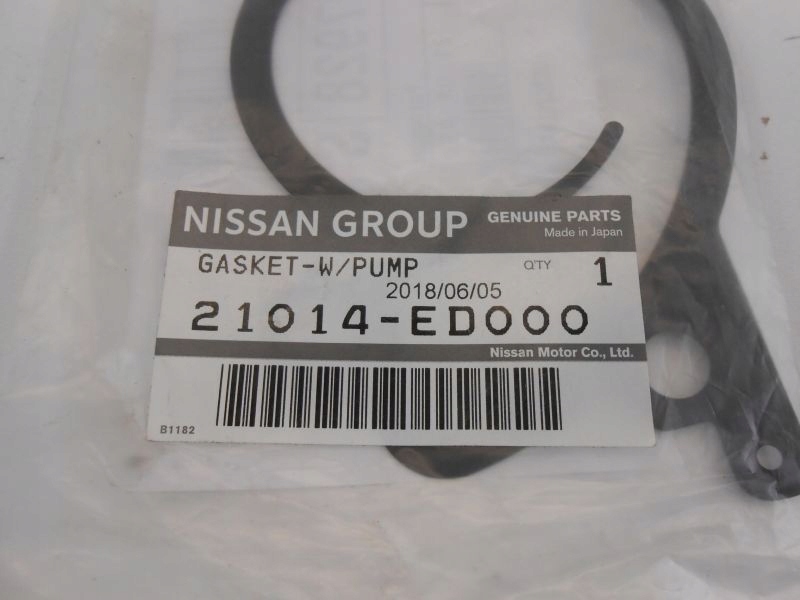 NISSAN GROUP GENUINE PARTS
Made in Japan
GASKET-W/PUMP Q'TY 1
2018/06/05
21014-ED000
Nissan Motor Co., Ltd.
B1182